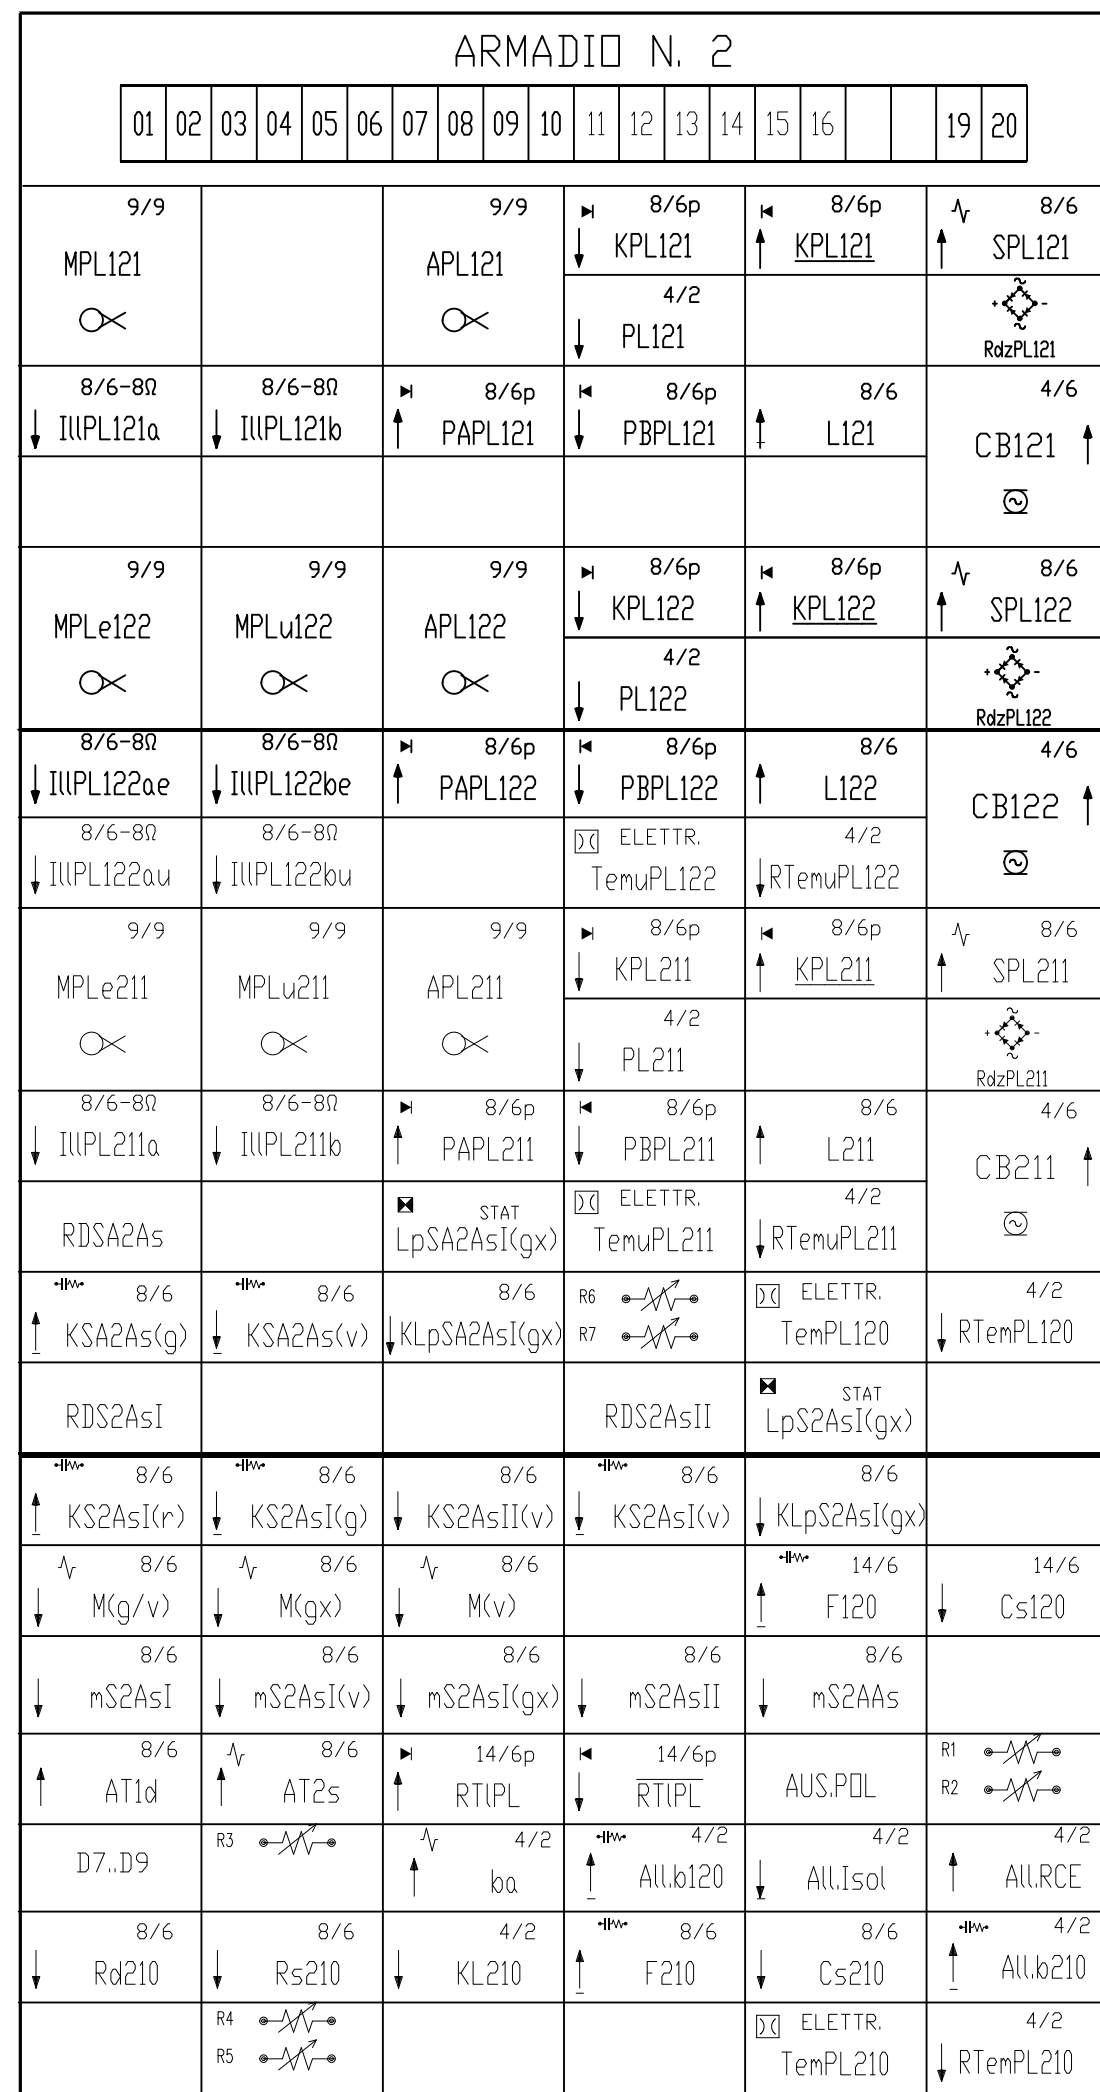 ARMADIO N. 2
01 02 03 04 05 06 07 08 09 10 11 12 13 14 15 16 19 20
9/9 9/9 8/6p 8/6p 8/6
MPL121 APL121 KPL121 KPL121 SPL121
4/2 + -
PL121 RdzPL121
8/6-8Ω 8/6-8Ω 8/6p 8/6p 8/6 4/6
IllPL121a IllPL121b PAPL121 PBPL121 L121 CB121
9/9 9/9 9/9 8/6p 8/6p 8/6
MPLe122 MPLu122 APL122 KPL122 KPL122 SPL122
4/2 + -
PL122 RdzPL122
8/6-8Ω 8/6-8Ω 8/6p 8/6p 8/6 4/6
IllPL122ae IllPL122be PAPL122 PBPL122 L122 CB122
8/6-8Ω 8/6-8Ω ELETTR. 4/2
IllPL122au IllPL122bu TemuPL122 RTemuPL122
9/9 9/9 9/9 8/6p 8/6p 8/6
MPLe211 MPLu211 APL211 KPL211 KPL211 SPL211
4/2 + -
PL211 RdzPL211
8/6-8Ω 8/6-8Ω 8/6p 8/6p 8/6 4/6
IllPL211a IllPL211b PAPL211 PBPL211 L211 CB211
STAT ELETTR. 4/2
RDSA2As LpSA2AsI(gx) TemuPL211 RTemuPL211
8/6 8/6 8/6 R6 ELETTR. 4/2
KSA2As(g) KSA2As(v) KLpSA2AsI(gx) R7 TemPL120 RTemPL120
STAT
RDS2AsI RDS2AsII LpS2AsI(gx)
8/6 8/6 8/6 8/6 8/6
KS2AsI(r) KS2AsI(g) KS2AsII(v) KS2AsI(v) KLpS2AsI(gx)
8/6 8/6 8/6 14/6 14/6
M(g/v) M(gx) M(v) F120 Cs120
8/6 8/6 8/6 8/6 8/6
mS2AsI mS2AsI(v) mS2AsI(gx) mS2AsII mS2AAs
8/6 8/6 14/6p 14/6p R1
AT1d AT2s RTlPL RTlPL AUS.POL R2
R3 4/2 4/2 4/2 4/2
D7..D9 ba All.b120 All.Isol All.RCE
8/6 8/6 4/2 8/6 8/6 4/2
Rd210 Rs210 KL210 F210 Cs210 All.b210
R4 ELETTR. 4/2
R5 TemPL210 RTemPL210